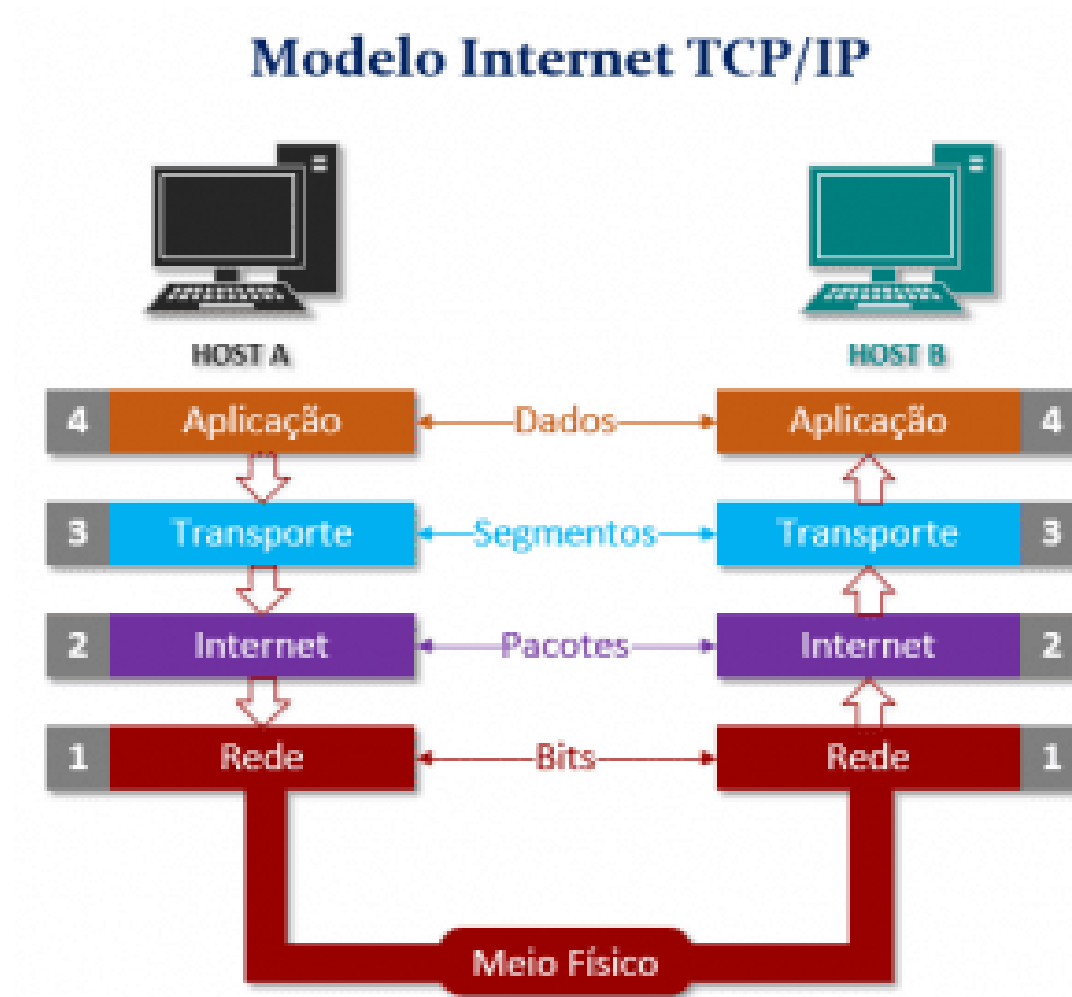 Modelo Internet TCP/IP
HOST A
HOST B
4 Aplicação Dados Aplicação 4
3 Transporte Segmentos Transporte 3
2 Internet Pacotes Internet 2
1 Rede Bits Rede 1
Meio Físico